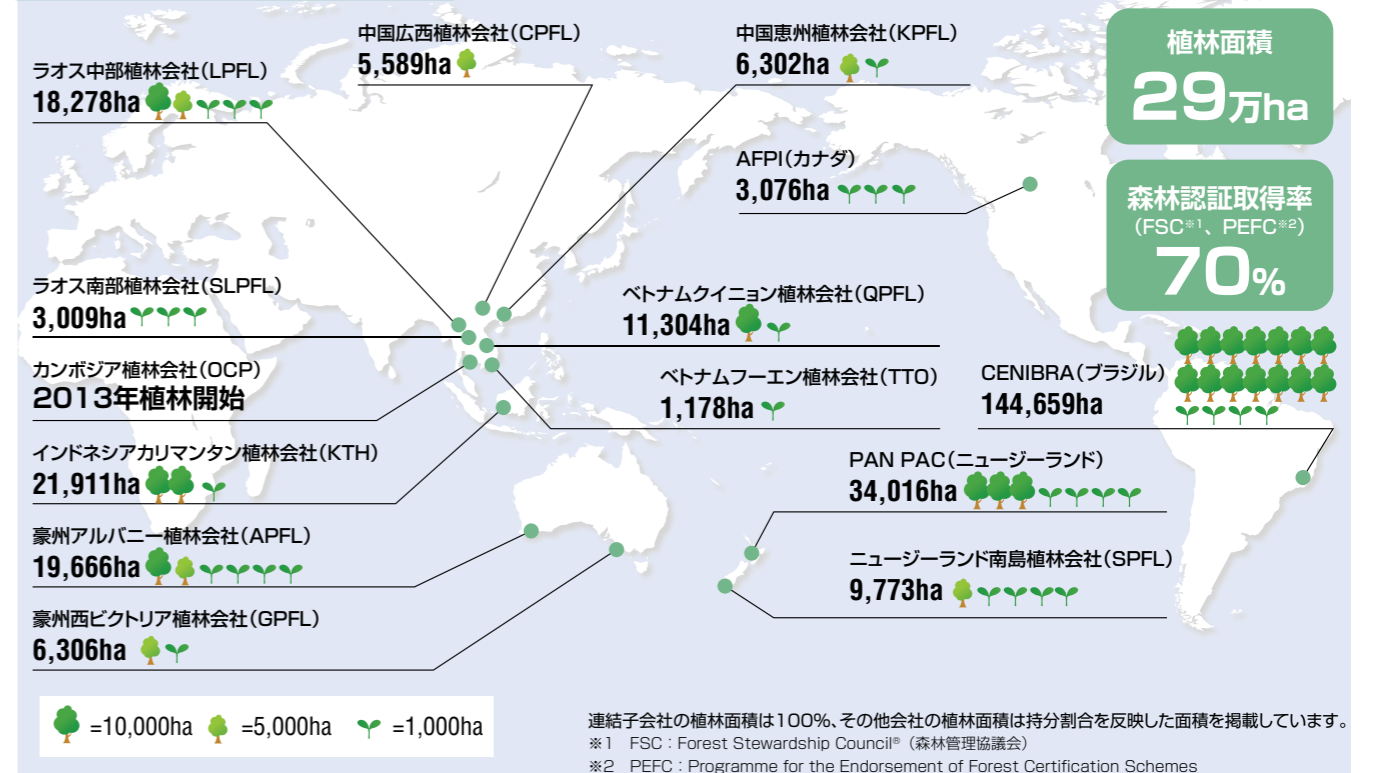 中国広西植林会社(CPFL)
5,589ha
中国恵州植林会社(KPFL)
6,302ha
植林面積
29万ha
ラオス中部植林会社(LPFL)
18,278ha
AFPI(カナダ)
3,076ha
森林認証取得率
(FSC※1、PEFC※2)
70%
ラオス南部植林会社(SLPFL)
3,009ha
ベトナムクイニョン植林会社(QPFL)
11,304ha
カンボジア植林会社(OCP)
2013年植林開始
ベトナムフーエン植林会社(TTO)
1,178ha
CENIBRA(ブラジル)
144,659ha
インドネシアカリマンタン植林会社(KTH)
21,911ha
PAN PAC(ニュージーランド)
34,016ha
豪州アルバニー植林会社(APFL)
19,666ha
ニュージーランド南島植林会社(SPFL)
9,773ha
豪州西ビクトリア植林会社(GPFL)
6,306ha
=10,000ha =5,000ha =1,000ha
連結子会社の植林面積は100%、その他会社の植林面積は持分割合を反映した面積を掲載しています。
※1 FSC:Forest Stewardship Council®(森林管理協議会)
※2 PEFC:Programme for the Endorsement of Forest Certification Schemes